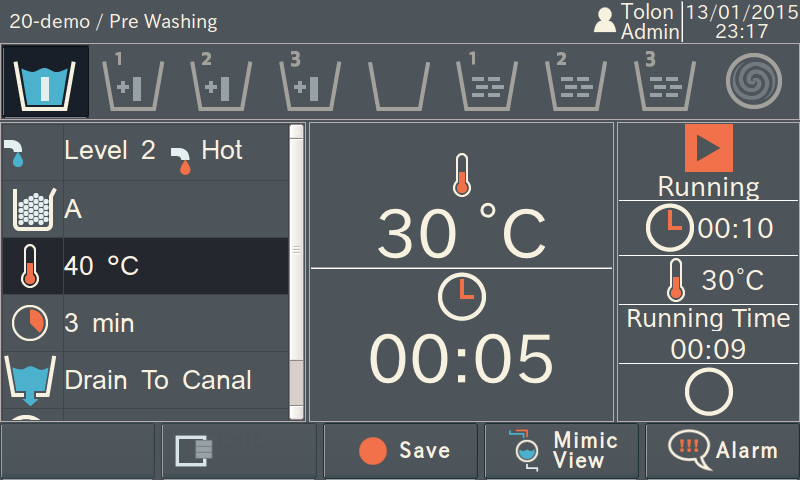 20-demo / Pre Washing
Tolon
Admin
13/01/2015
23:17
1
2
3
1
2
3
Level 2 Hot
A
40 °C
3 min
Drain To Canal
30 °C
00:05
Running
00:10
30°C
Running Time
00:09
Save
Mimic
View
!!!
Alarm